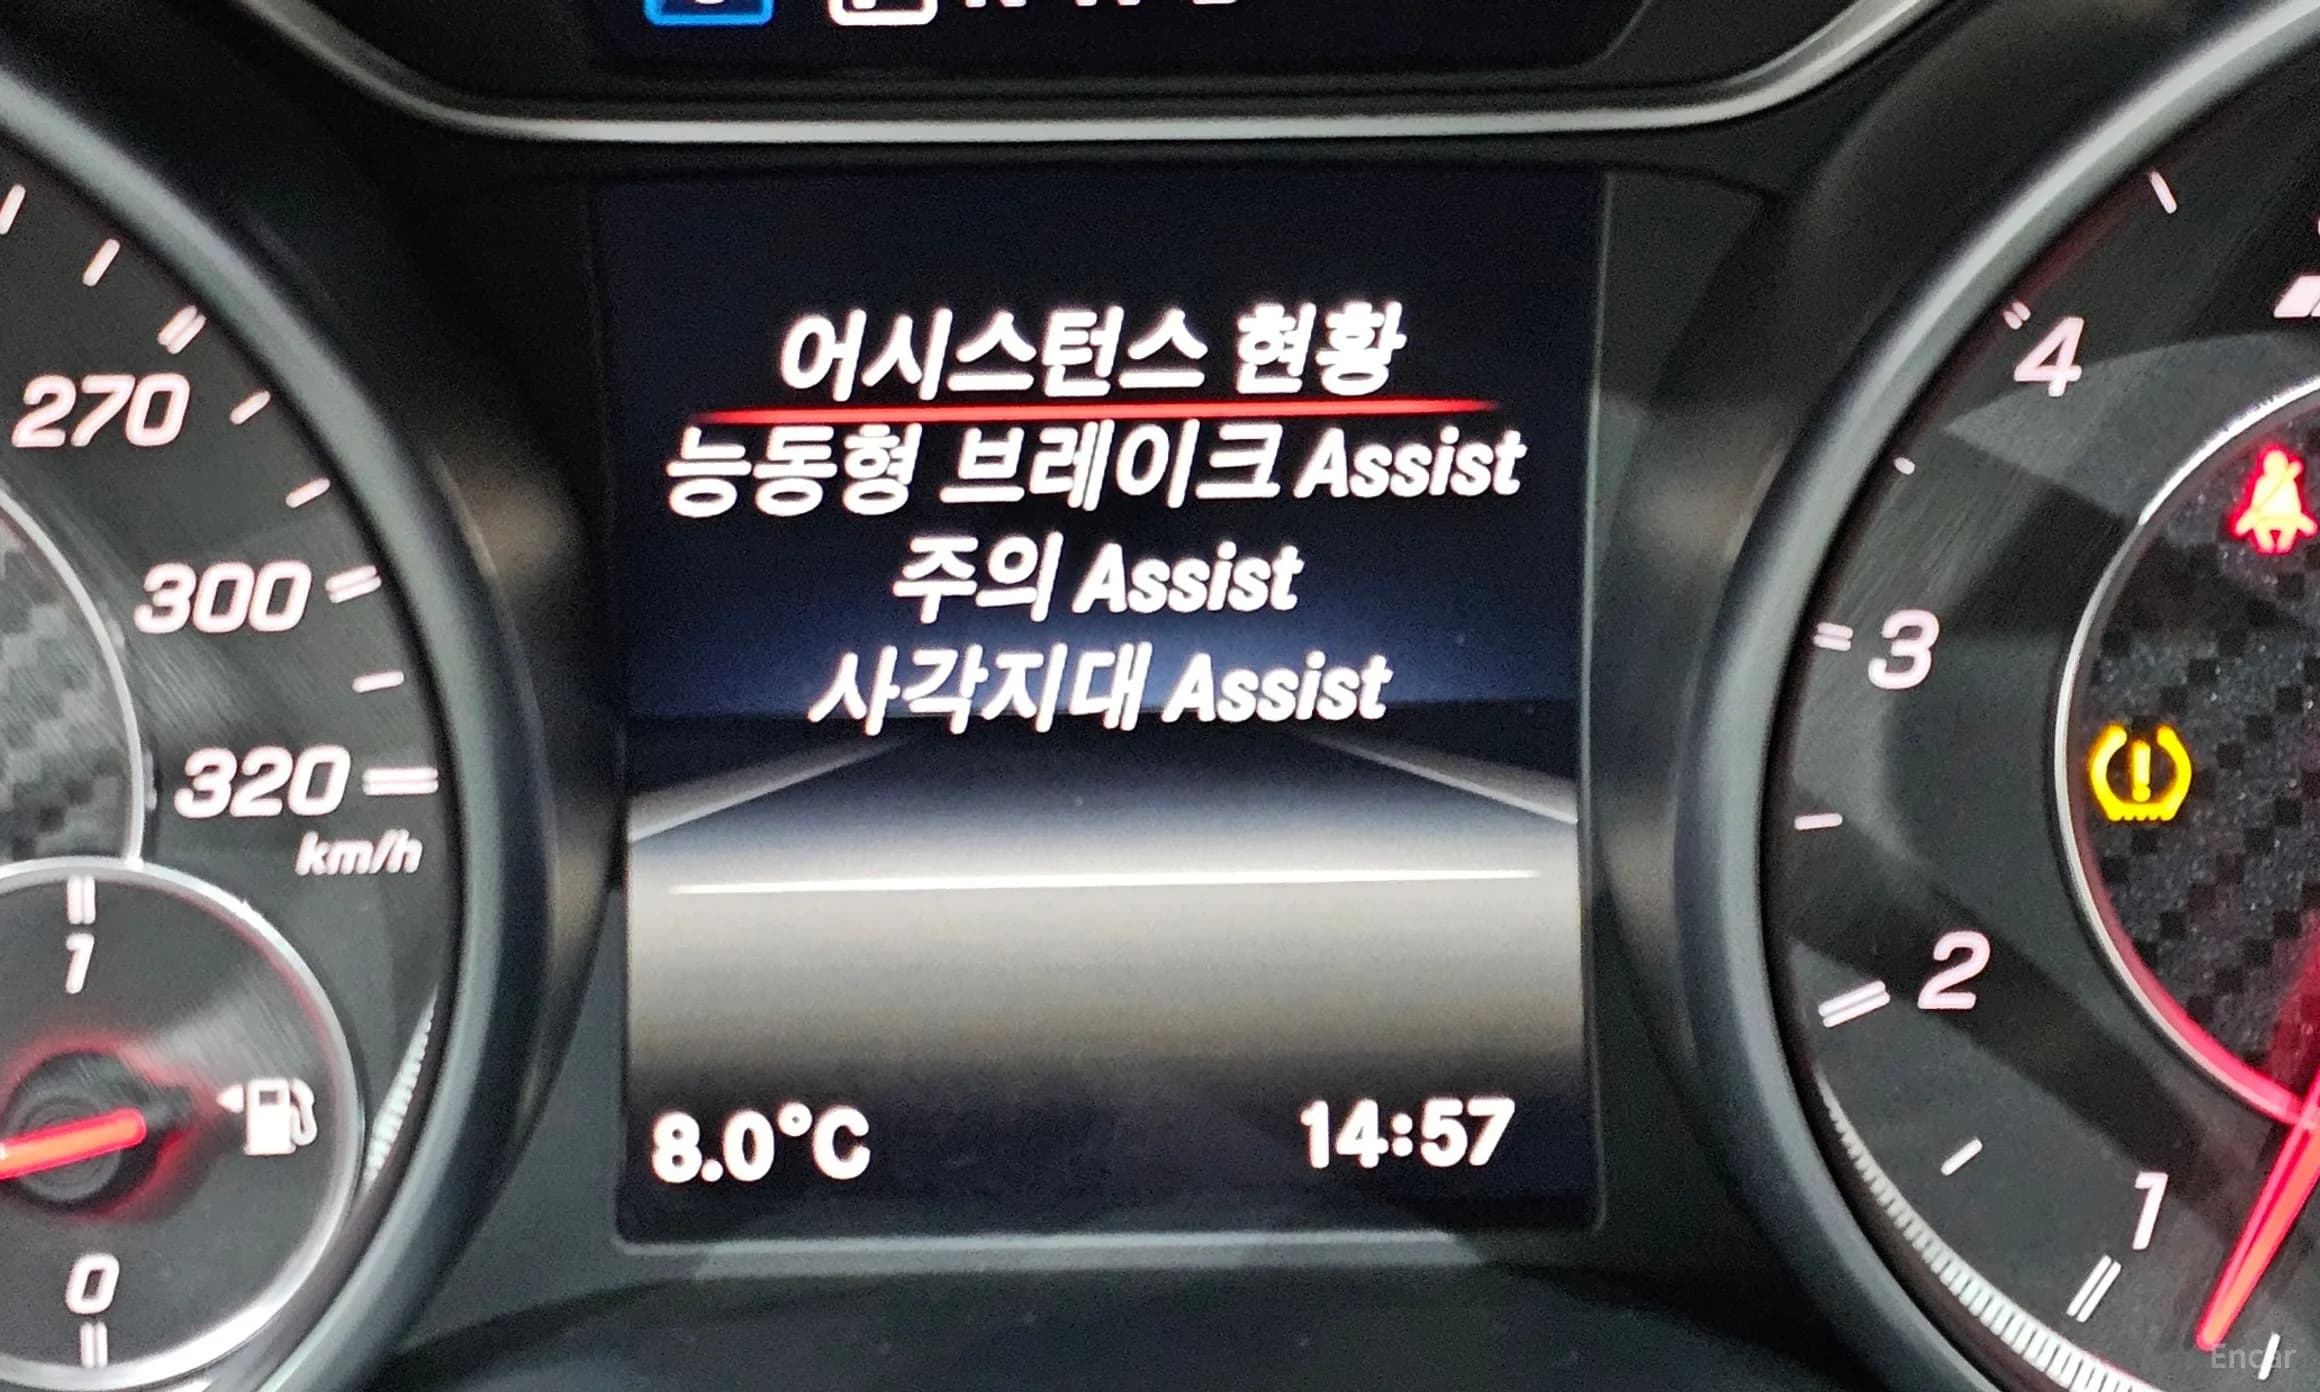 어시스턴스 현황
능동형 브레이크 Assist
주의 Assist
사각지대 Assist
8.0°C
14:57
270
300
320
km/h
1
0
4
3
2
1
Encar